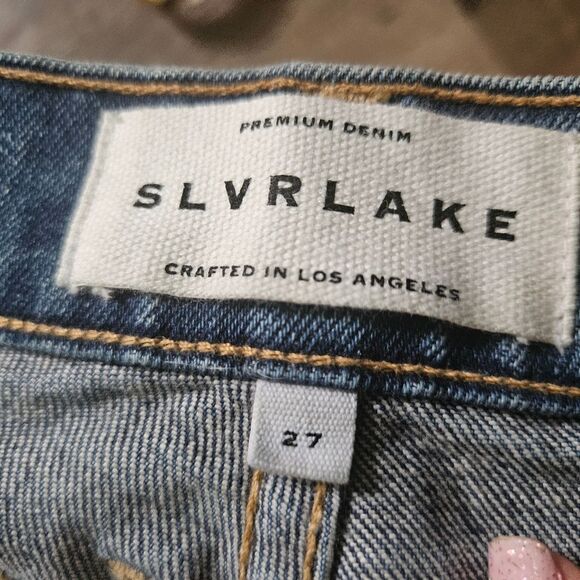 PREMIUM DENIM
SLVRLAKE
CRAFTED IN LOS ANGELES
27